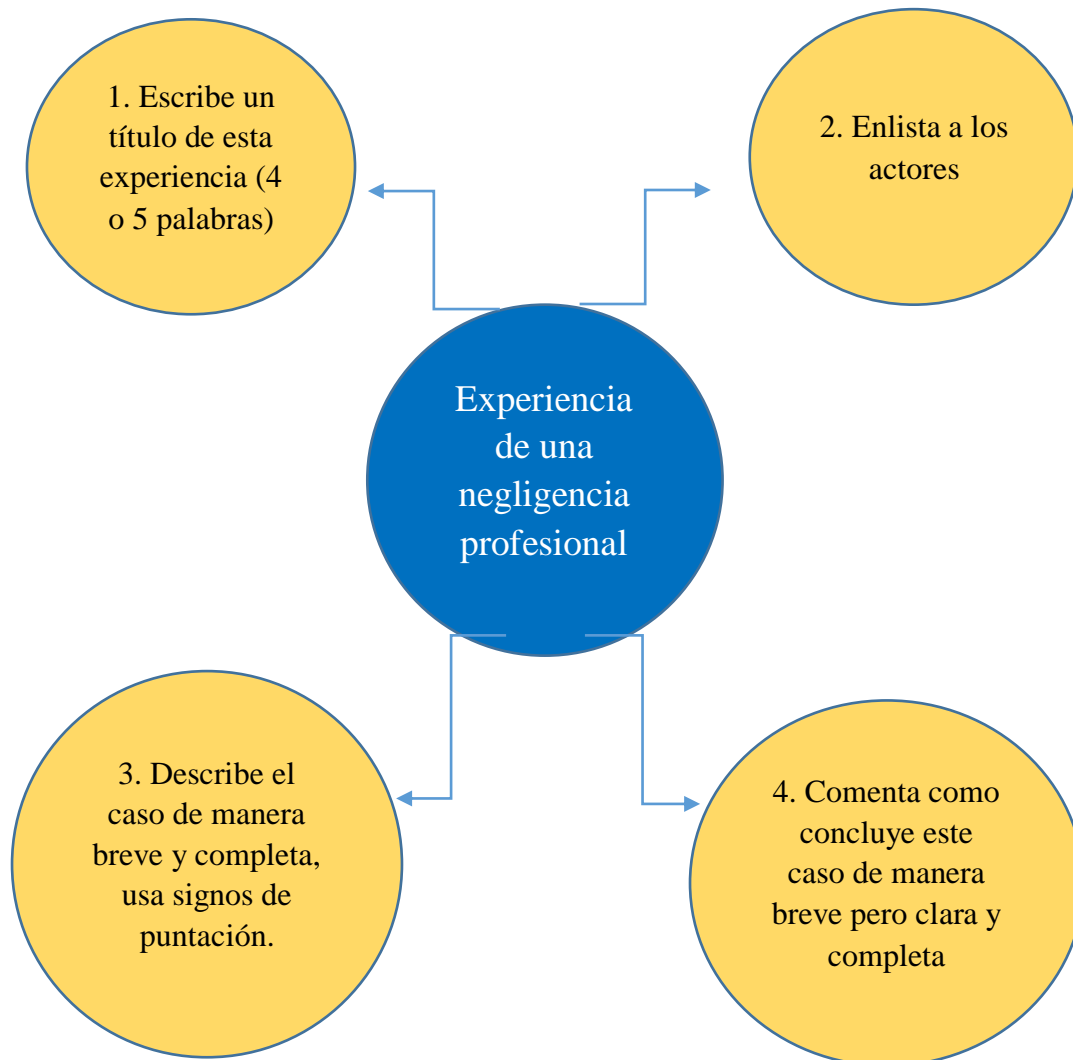 1. Escribe un
título de esta
experiencia (4
o 5 palabras)
2. Enlista a los
actores
Experiencia
de una
negligencia
profesional
3. Describe el
caso de manera
breve y completa,
usa signos de
puntación.
4. Comenta como
concluye este
caso de manera
breve pero clara y
completa